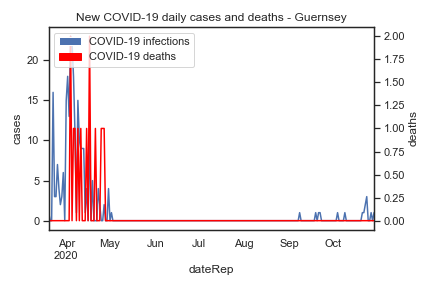 New COVID-19 daily cases and deaths - Guernsey
COVID-19 infections
COVID-19 deaths
cases
20
15
10
5
0
deaths
2.00
1.75
1.50
1.25
1.00
0.75
0.50
0.25
0.00
Apr May Jun Jul Aug Sep Oct
2020
dateRep